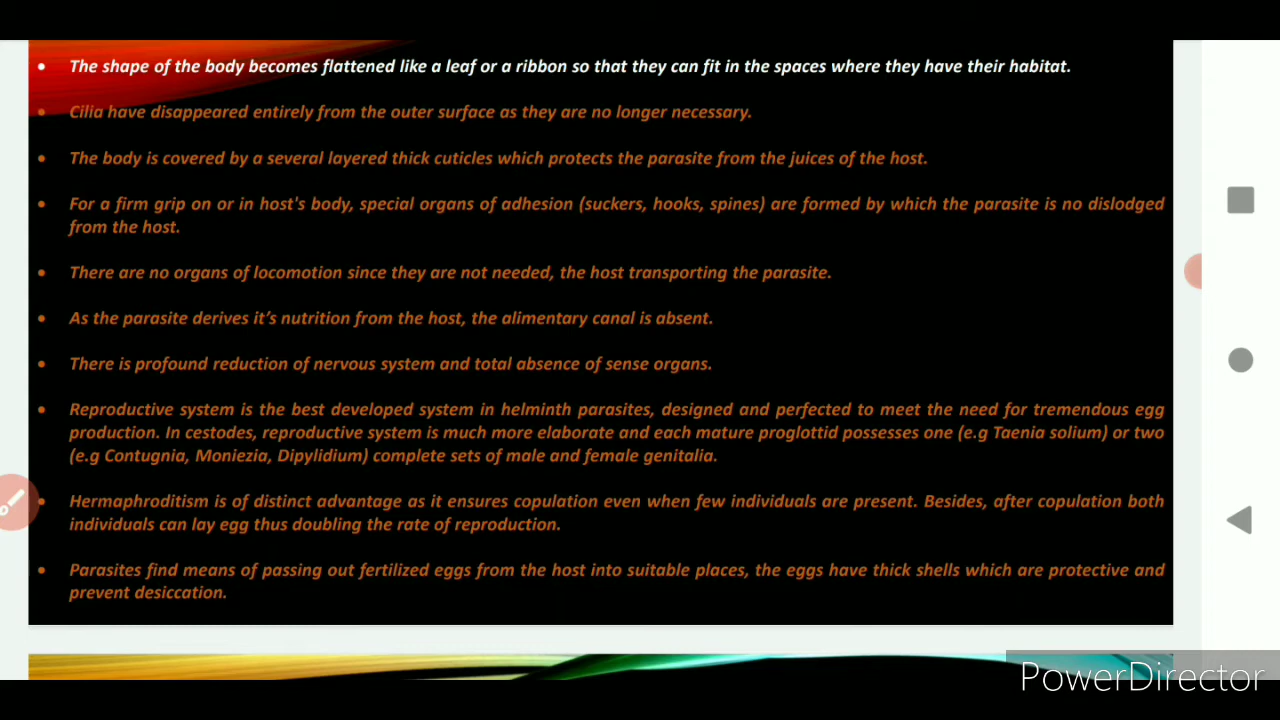 • The shape of the body becomes flattened like a leaf or a ribbon so that they can fit in the spaces where they have their habitat.
• Cilia have disappeared entirely from the outer surface as they are no longer necessary.
• The body is covered by a several layered thick cuticles which protects the parasite from the juices of the host.
• For a firm grip on or in host's body, special organs of adhesion (suckers, hooks, spines) are formed by which the parasite is no dislodged
from the host.
• There are no organs of locomotion since they are not needed, the host transporting the parasite.
• As the parasite derives it’s nutrition from the host, the alimentary canal is absent.
• There is profound reduction of nervous system and total absence of sense organs.
• Reproductive system is the best developed system in helminth parasites, designed and perfected to meet the need for tremendous egg
production. In cestodes, reproductive system is much more elaborate and each mature proglottid possesses one (e.g Taenia solium) or two
(e.g Contugnia, Moniezia, Dipylidium) complete sets of male and female genitalia.
• Hermaphroditism is of distinct advantage as it ensures copulation even when few individuals are present. Besides, after copulation both
individuals can lay egg thus doubling the rate of reproduction.
• Parasites find means of passing out fertilized eggs from the host into suitable places, the eggs have thick shells which are protective and
prevent desiccation.
PowerDirector